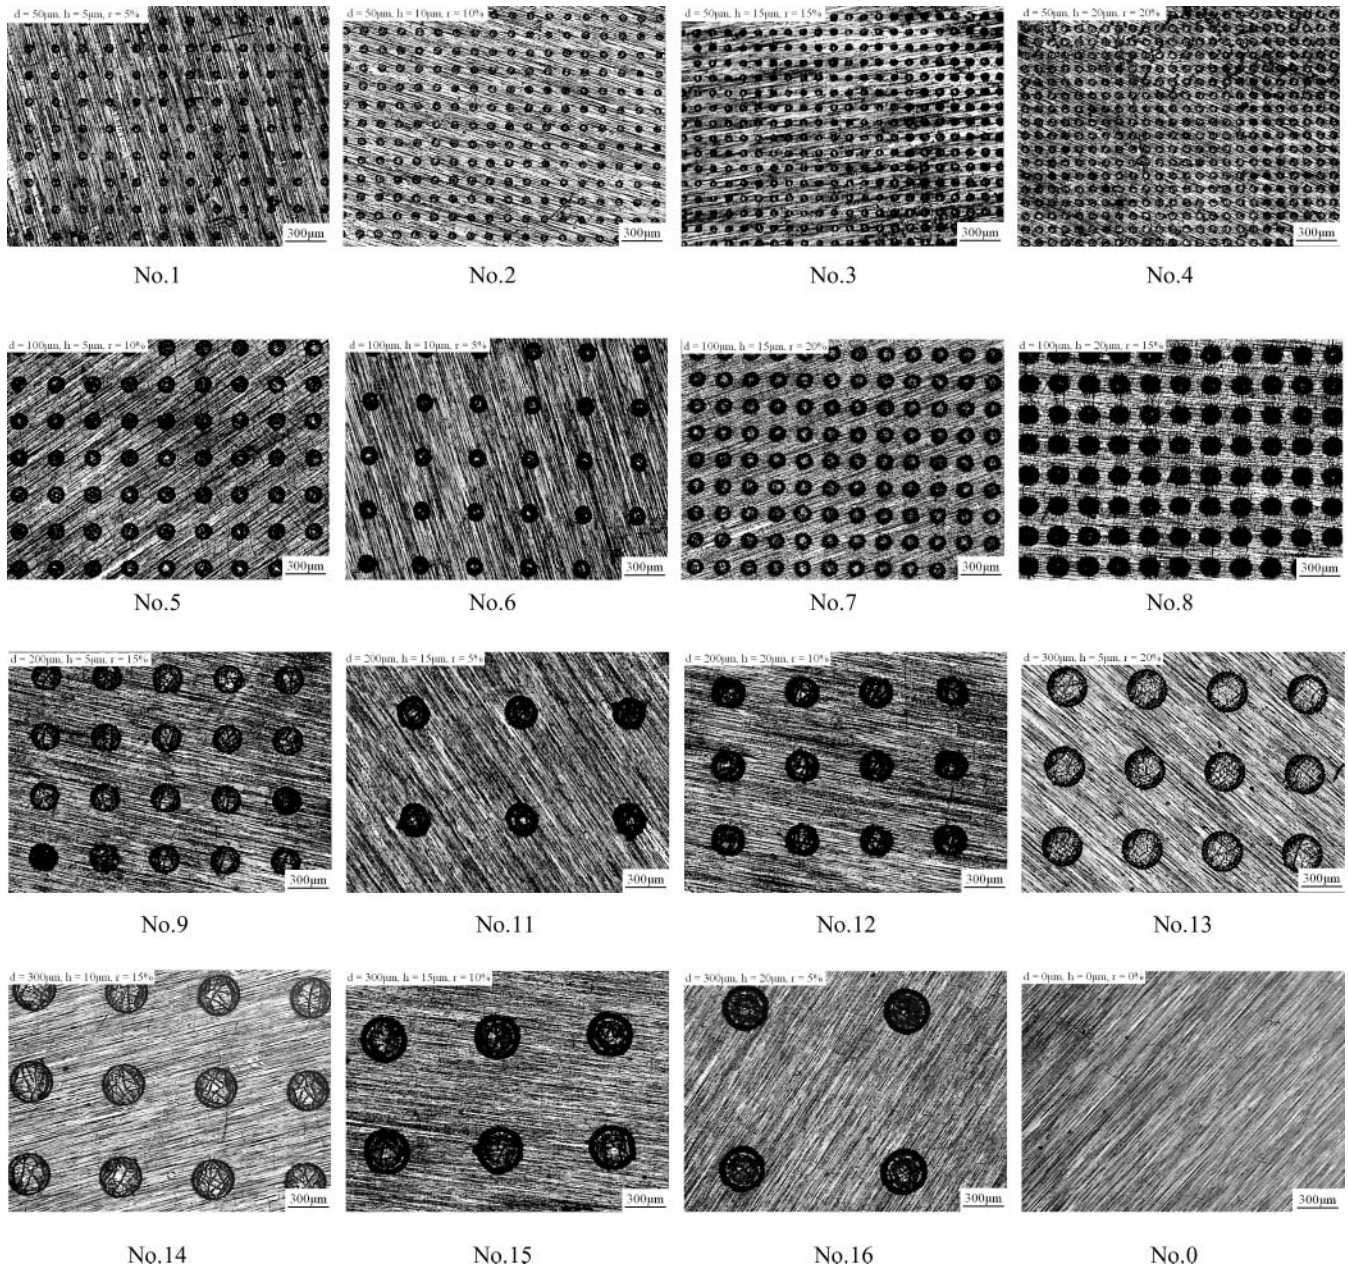 d = 50μm, h = 5μm, r = 5%
d = 50μm, h = 10μm, r = 10%
d = 50μm, h = 15μm, r = 15%
d = 50μm, h = 20μm, r = 20%
300μm
300μm
300μm
300μm
No.1
No.2
No.3
No.4
d = 100μm, h = 5μm, r = 10%
d = 100μm, h = 10μm, r = 5%
d = 100μm, h = 15μm, r = 20%
d = 100μm, h = 20μm, r = 15%
300μm
300μm
300μm
300μm
No.5
No.6
No.7
No.8
d = 200μm, h = 5μm, r = 15%
d = 200μm, h = 15μm, r = 5%
d = 200μm, h = 20μm, r = 10%
d = 300μm, h = 5μm, r = 20%
300μm
300μm
300μm
300μm
No.9
No.11
No.12
No.13
d = 300μm, h = 10μm, r = 15%
d = 300μm, h = 15μm, r = 10%
d = 300μm, h = 20μm, r = 5%
d = 0μm, h = 0μm, r = 0%
300μm
300μm
300μm
300μm
No.14
No.15
No.16
No.0